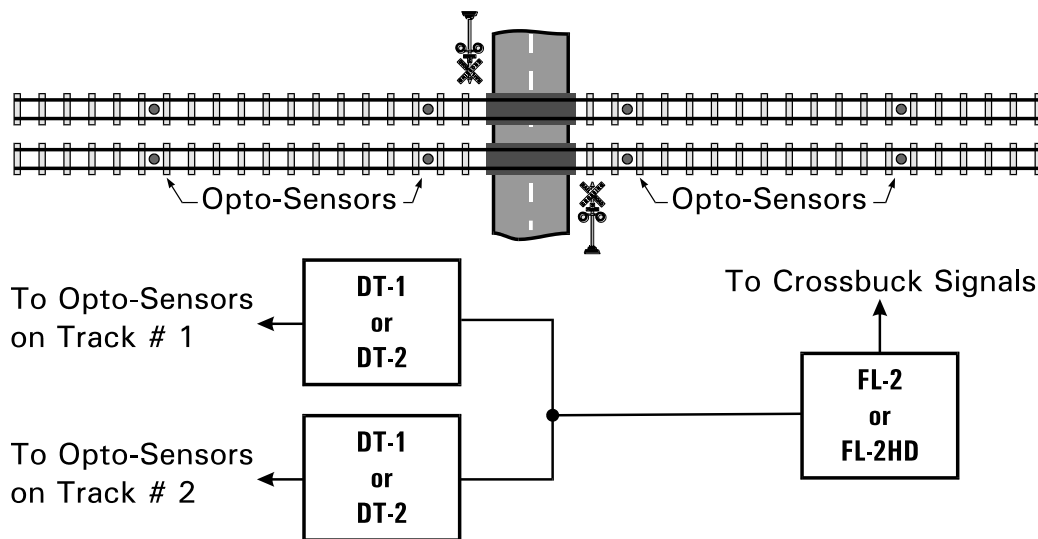 Opto-Sensors
Opto-Sensors
To Opto-Sensors
on Track # 1
DT-1
or
DT-2
To Crossbuck Signals
FL-2
or
FL-2HD
To Opto-Sensors
on Track # 2
DT-1
or
DT-2